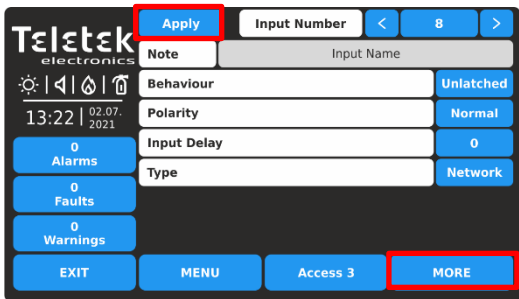 Teletek
electronics
13:22 02.07.
2021
0
Alarms
0
Faults
0
Warnings
Apply Input Number < 8 >
Note Input Name
Behaviour Unlatched
Polarity Normal
Input Delay 0
Type Network
EXIT MENU Access 3 MORE